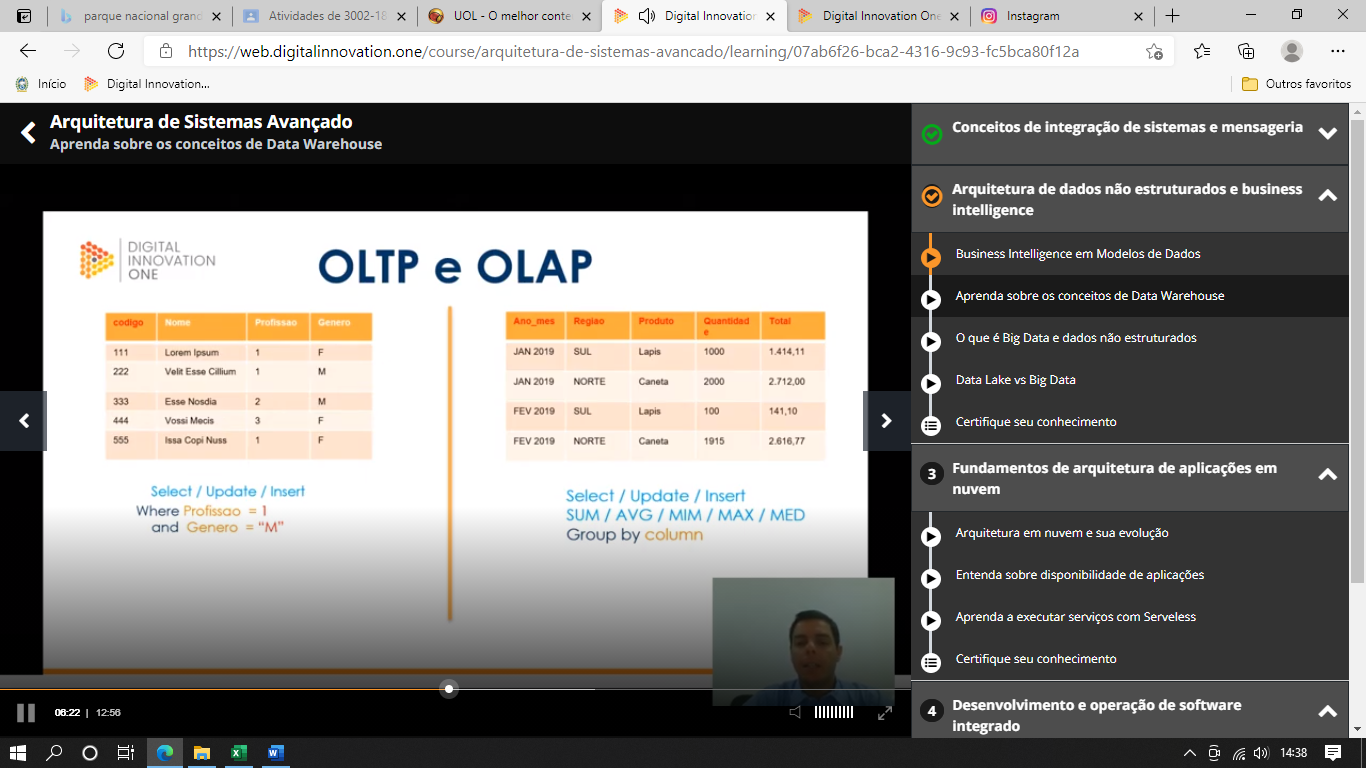 parque nacional grand
Atividades de 3002-18
UOL - O melhor conte
Digital Innovation
Digital Innovation One
Instagram
https://web.digitalinnovation.one/course/arquitetura-de-sistemas-avancado/learning/07ab6f26-bca2-4316-9c93-fc5bca80f12a
Início
Digital Innovation...
Outros favoritos
Arquitetura de Sistemas Avançado
Aprenda sobre os conceitos de Data Warehouse
DIGITAL
INNOVATION
ONE
OLTP e OLAP
codigo Nome Profissao Genero
111 Lorem Ipsum 1 F
222 Velit Esse Cillium 1 M
333 Esse Nosdia 2 M
444 Vossi Mecis 3 F
555 Issa Copi Nuss 1 F
Select / Update / Insert
Where Profissao = 1
and Genero = “M”
Ano_mes Regiao Produto Quantidad
e Total
JAN 2019 SUL Lapis 1000 1.414,11
JAN 2019 NORTE Caneta 2000 2.712,00
FEV 2019 SUL Lapis 100 141,10
FEV 2019 NORTE Caneta 1915 2.616,77
Select / Update / Insert
SUM / AVG / MIM / MAX / MED
Group by column
06:22 | 12:56
Conceitos de integração de sistemas e mensageria
Arquitetura de dados não estruturados e business
intelligence
Business Intelligence em Modelos de Dados
Aprenda sobre os conceitos de Data Warehouse
O que é Big Data e dados não estruturados
Data Lake vs Big Data
Certifique seu conhecimento
3 Fundamentos de arquitetura de aplicações em
nuvem
Arquitetura em nuvem e sua evolução
Entenda sobre disponibilidade de aplicações
Aprenda a executar serviços com Serveless
Certifique seu conhecimento
4 Desenvolvimento e operação de software
integrado
14:38